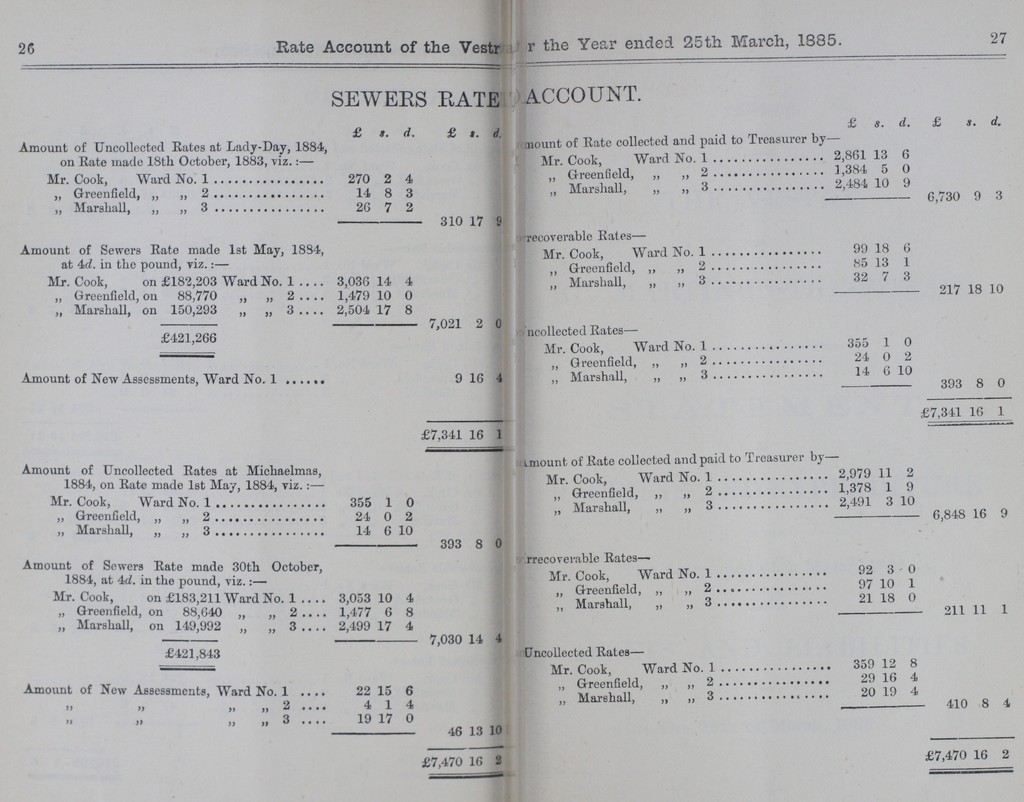 26 Rate Account of the Vestr
SEWERS RATE
£ s. d. £ s. d.
Amount of Uncollected Rates at Lady-Day, 1884,
on Rate made 18th October, 1883, viz. :—
Mr. Cook, Ward No. 1 ................ 270 2 4
„ Greenfield, „ „ 2 ................ 14 8 3
„ Marshall, „ „ 3 ................ 26 7 2
310 17 9
Amount of Sewers Rate made 1st May, 1884,
at 4d. in the pound, viz. :—
Mr. Cook, on £182,203 Ward No. 1 .... 3,036 14 4
„ Greenfield, on 88,770 „ „ 2 .... 1,479 10 0
„ Marshall, on 150,293 „ „ 3 .... 2,504 17 8
7,021 2 0
£421,266
Amount of New Assessments, Ward No. 1 ...... 9 16 4
£7,341 16 1
Amount of Uncollected Rates at Michaelmas,
1884, on Rate made 1st May, 1884, viz. :—
Mr. Cook, Ward No. 1 ................ 355 1 0
„ Greenfield, „ „ 2 ................ 24 0 2
„ Marshall, „ „ 3 ................ 14 6 10
393 8 0
Amount of Sewers Rate made 30th October,
1884, at 4d. in the pound, viz. :—
Mr. Cook, on £183,211 Ward No. 1 .... 3,053 10 4
„ Greenfield, on 88,640 „ „ 2 .... 1,477 6 8
„ Marshall, on 149,992 „ „ 3 .... 2,499 17 4
7,030 14 4
£421,843
Amount of New Assessments, Ward No. 1 .... 22 15 6
„ „ „ „ 2 .... 4 1 4
„ „ „ „ 3 .... 19 17 0
46 13 10
£7,470 16 2
r the Year ended 25th March, 1885. 27
ACCOUNT.
£ s. d. £ s. d.
mount of Rate collected and paid to Treasurer by—
Mr. Cook, Ward No. 1 ................ 2,861 13 6
„ Greenfield, „ „ 2 ................ 1,384 5 0
„ Marshall, „ „ 3 ................ 2,484 10 9
6,730 9 3
recoverable Rates—
Mr. Cook, Ward No. 1 ................ 99 18 6
„ Greenfield, „ „ 2 ................ 85 13 1
„ Marshall, „ „ 3 ................ 32 7 3
217 18 10
ncollected Rates—
Mr. Cook, Ward No. 1 ................ 355 1 0
„ Greenfield, „ „ 2 ................ 24 0 2
„ Marshall, „ „ 3 ................ 14 6 10
393 8 0
£7,341 16 1
mount of Rate collected and paid to Treasurer by—
Mr. Cook, Ward No. 1 ................ 2,979 11 2
„ Greenfield, „ „ 2 ................ 1,378 1 9
„ Marshall, „ „ 3 ................ 2,491 3 10
6,848 16 9
rrecoverable Rates—
Mr. Cook, Ward No. 1 ................ 92 3 0
„ Greenfield, „ „ 2 ................ 97 10 1
„ Marshall, „ „ 3 ................ 21 18 0
211 11 1
Uncollected Rates—
Mr. Cook, Ward No. 1 ................ 359 12 8
„ Greenfield, „ „ 2 ................ 29 16 4
„ Marshall, „ „ 3 ................ 20 19 4
410 8 4
£7,470 16 2